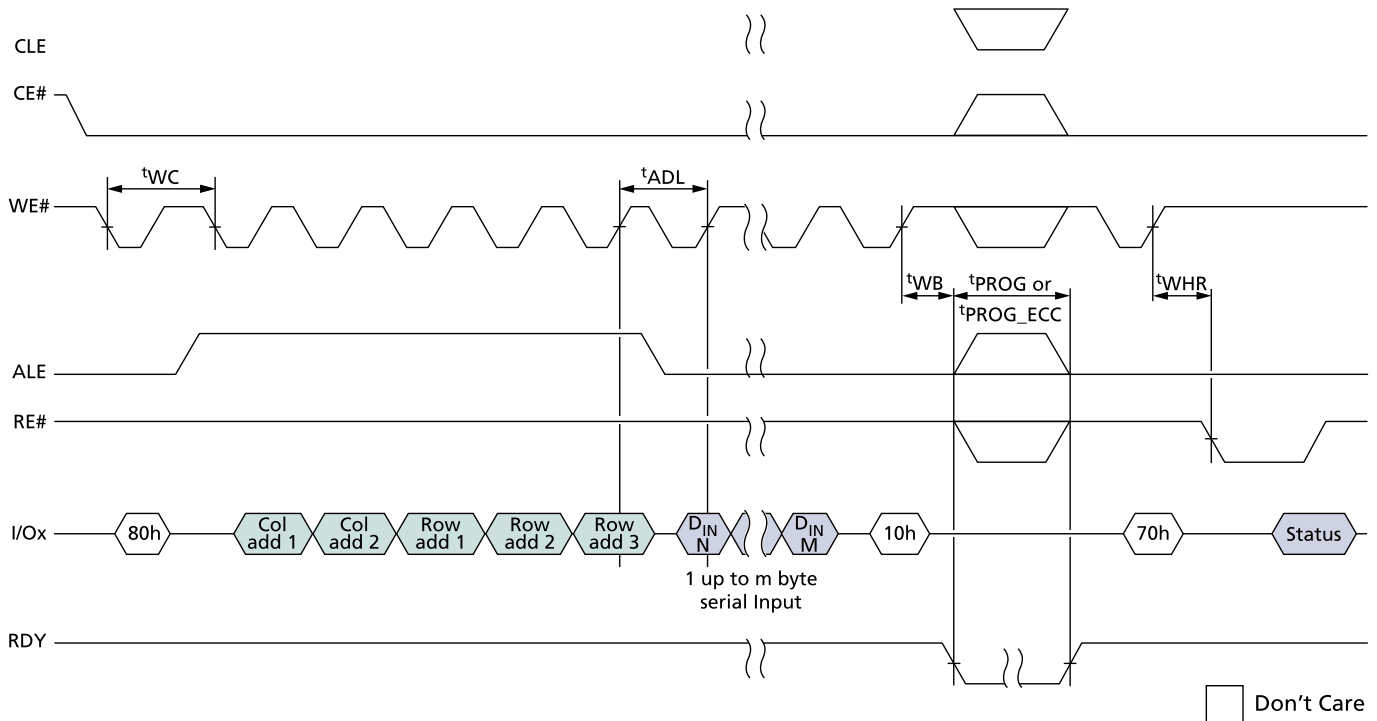 CLE
CE#
tWC
tADL
WE#
tWB
tPROG or
tPROG_ECC
tWHR
ALE
RE#
I/Ox
80h
Col
add 1
Col
add 2
Row
add 1
Row
add 2
Row
add 3
DIN
N
DIN
M
10h
70h
Status
1 up to m byte
serial Input
RDY
Don't Care